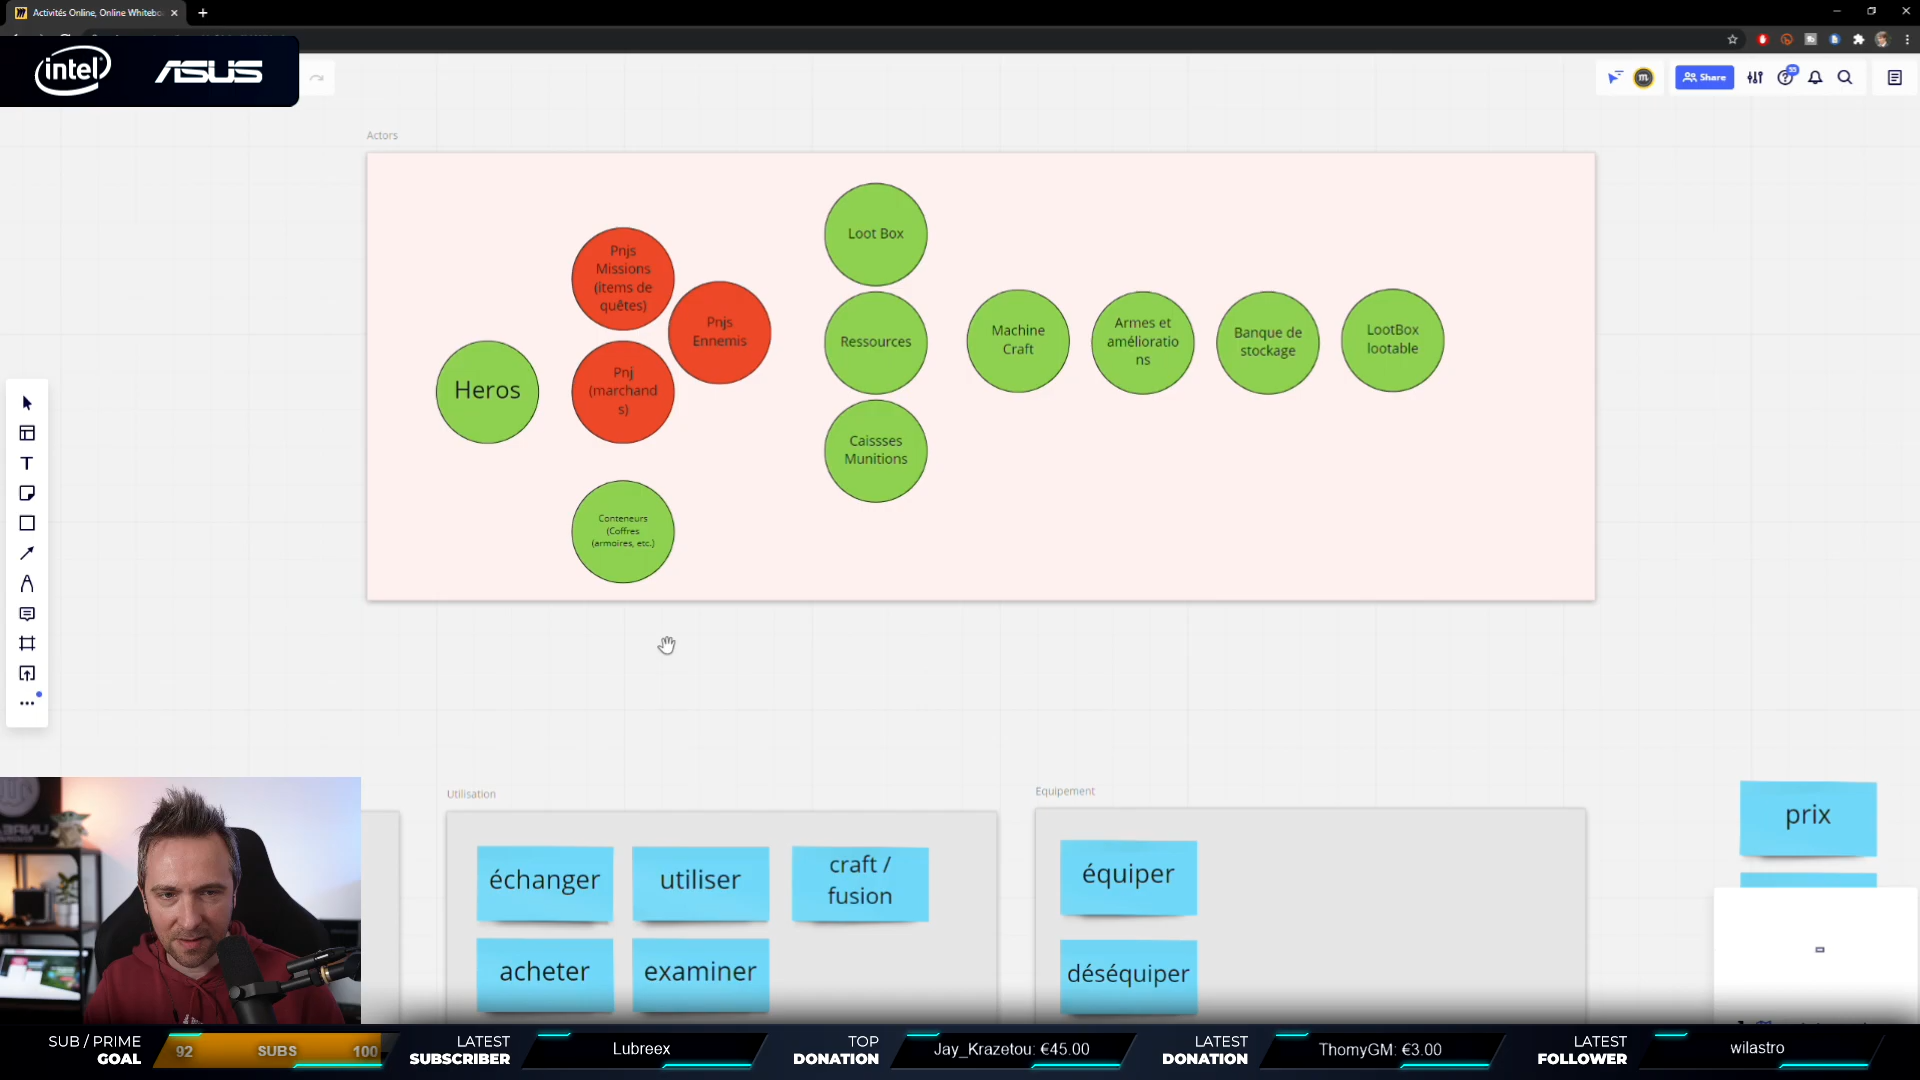 Activités Online, Online Whitebo
intel
ASUS
Share
Actors
Loot Box
Pnjs
Missions
(items de
quêtes)
Pnjs
Ennemis
Ressources
Machine
Craft
Armes et
amélioratio
ns
Banque de
stockage
LootBox
lootable
Heros
Pnj
(marchand
s)
Caissses
Munitions
Conteneurs
(Coffres
(armoires, etc.)
Utilisation
Equipement
prix
échanger
utiliser
craft /
fusion
équiper
acheter
examiner
déséquiper
SUB / PRIME
GOAL
92
SUBS
100
LATEST
SUBSCRIBER
Lubreex
TOP
DONATION
Jay_Krazetou: €45.00
LATEST
DONATION
ThomyGM: €3.00
LATEST
FOLLOWER
wilastro